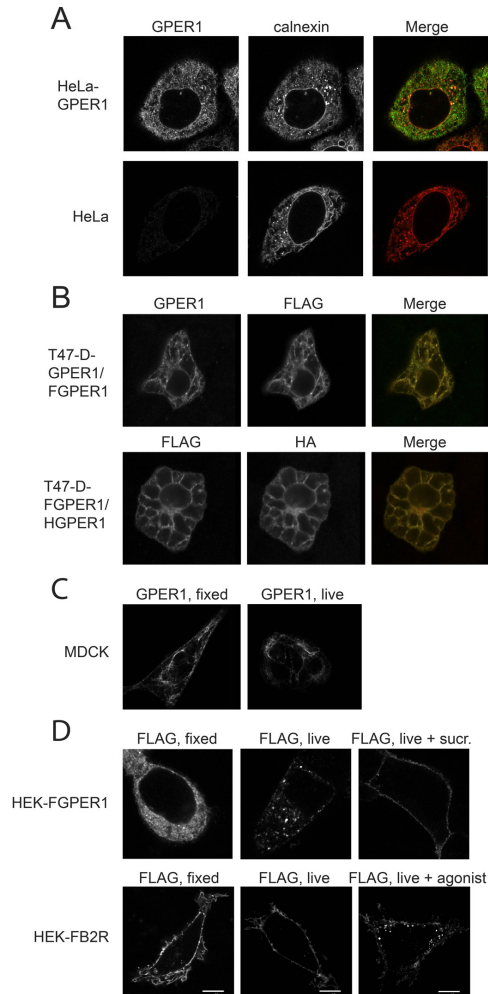 A
GPER1 calnexin Merge
HeLa-
GPER1
HeLa
B
GPER1 FLAG Merge
T47-D-
GPER1/
FGPER1
FLAG HA Merge
T47-D-
FGPER1/
HGPER1
C
GPER1, fixed GPER1, live
MDCK
D
FLAG, fixed FLAG, live FLAG, live + sucr.
HEK-FGPER1
FLAG, fixed FLAG, live FLAG, live + agonist
HEK-FB2R